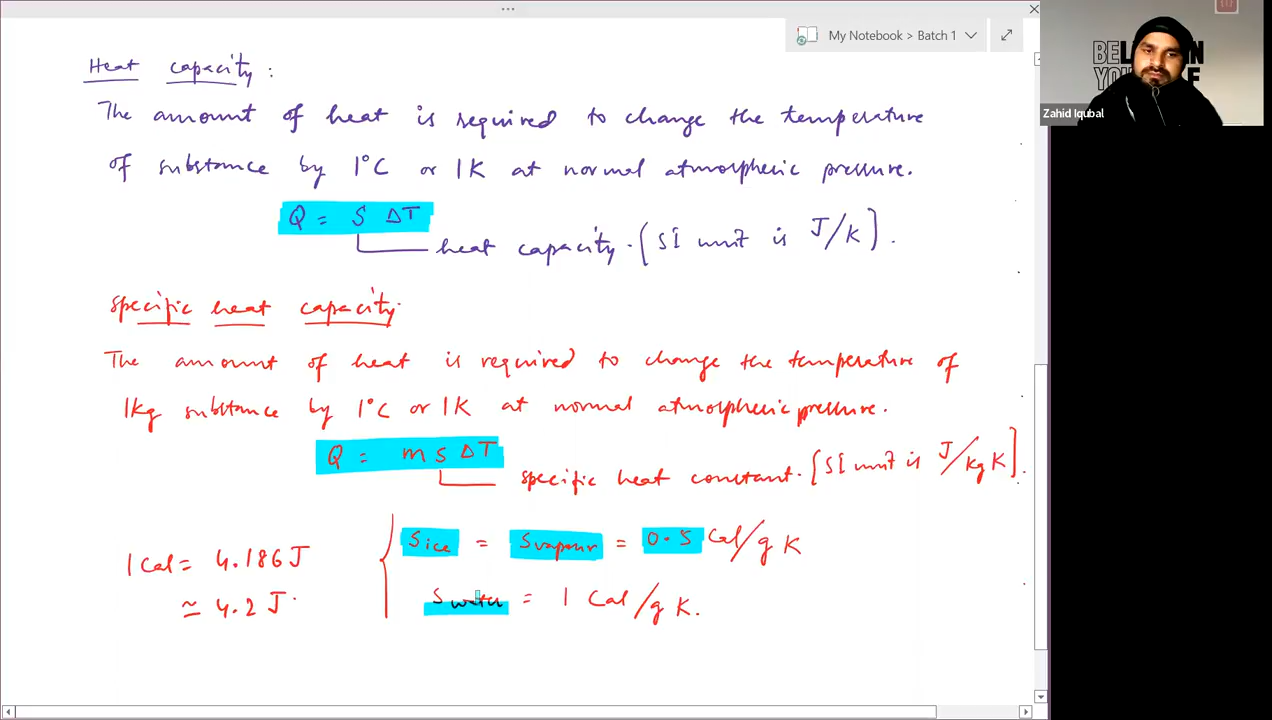 My Notebook > Batch 1
Zahid Iqubal
Heat capacity :
The amount of heat is required to change the temperature
of substance by 1°C or 1K at normal atmospheric pressure.
Q = S ΔT
heat capacity. [SI unit is J/K].
Specific heat capacity.
The amount of heat is required to change the temperature of
1kg substance by 1°C or 1K at normal atmospheric pressure.
Q = m s ΔT
specific heat constant. [SI unit is J/kg K].
1 Cal = 4.186 J
≃ 4.2 J.
Sice = Svapour = 0.5 Cal/g K
Swater = 1 Cal/g K.